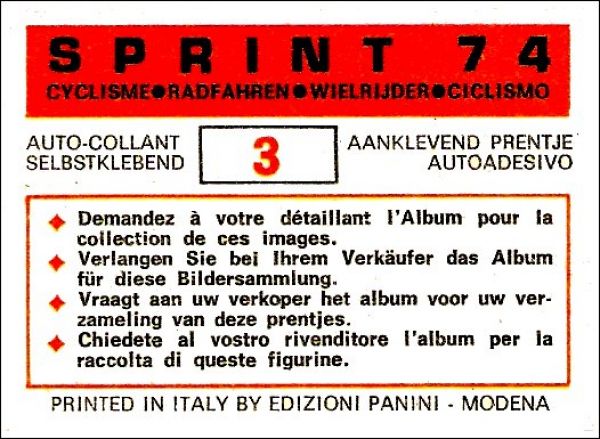 SPRINT 74
CYCLISME●RADFAHREN●WIELRIJDER●CICLISMO
AUTO-COLLANT
SELBSTKLEBEND
3
AANKLEVEND PRENTJE
AUTOADESIVO
Demandez à votre détaillant l'Album pour la
collection de ces images.
Verlangen Sie bei Ihrem Verkäufer das Album
für diese Bildersammlung.
Vraagt aan uw verkoper het album voor uw ver-
zameling van deze prentjes.
Chiedete al vostro rivenditore l'album per la
raccolta di queste figurine.
PRINTED IN ITALY BY EDIZIONI PANINI - MODENA